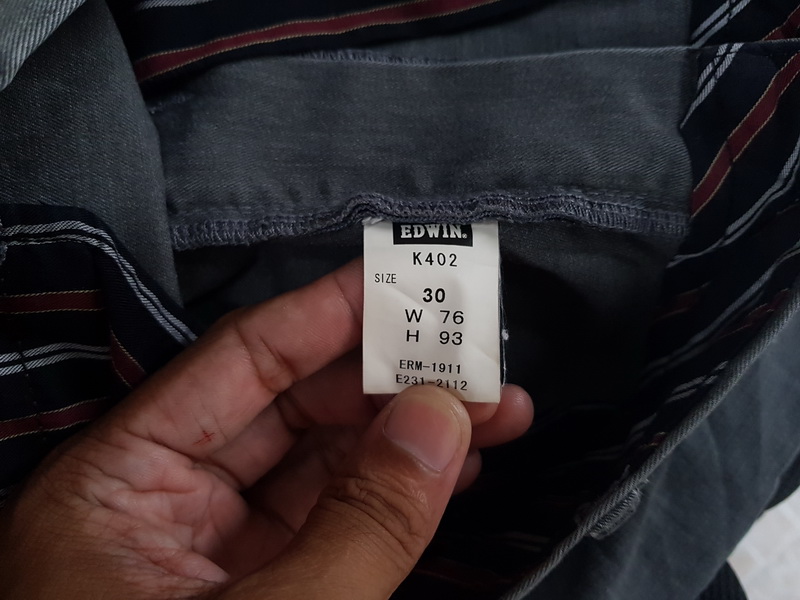 EDWIN®
K402
SIZE
30
W 76
H 93
ERM-1911
E231-2112